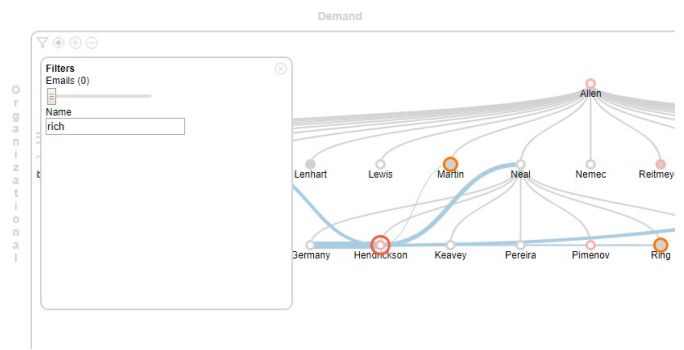 Demand
Organizational
Filters
Emails (0)
Name
rich
Allen
Lenhart
Lewis
Martin
Neal
Nemec
Reitmey
Germany
Hendrickson
Keavey
Pereira
Pimenov
Ring